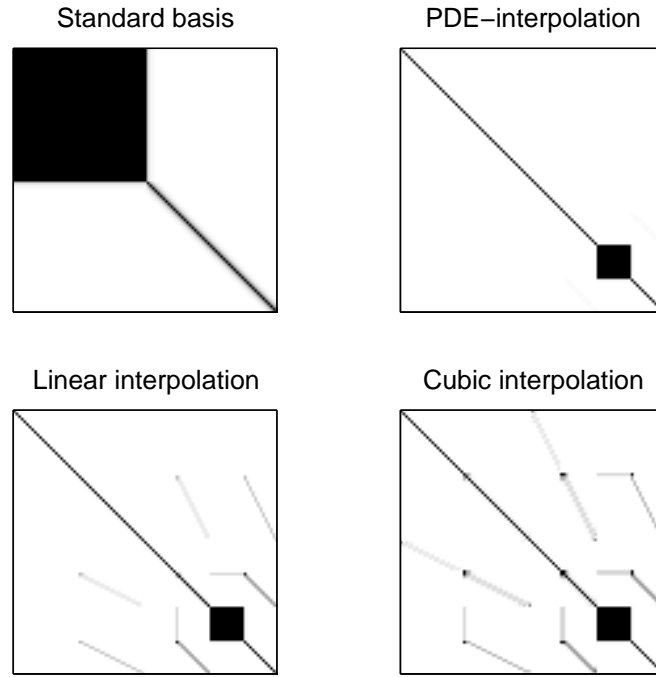 Standard basis
PDE−interpolation
Linear interpolation
Cubic interpolation